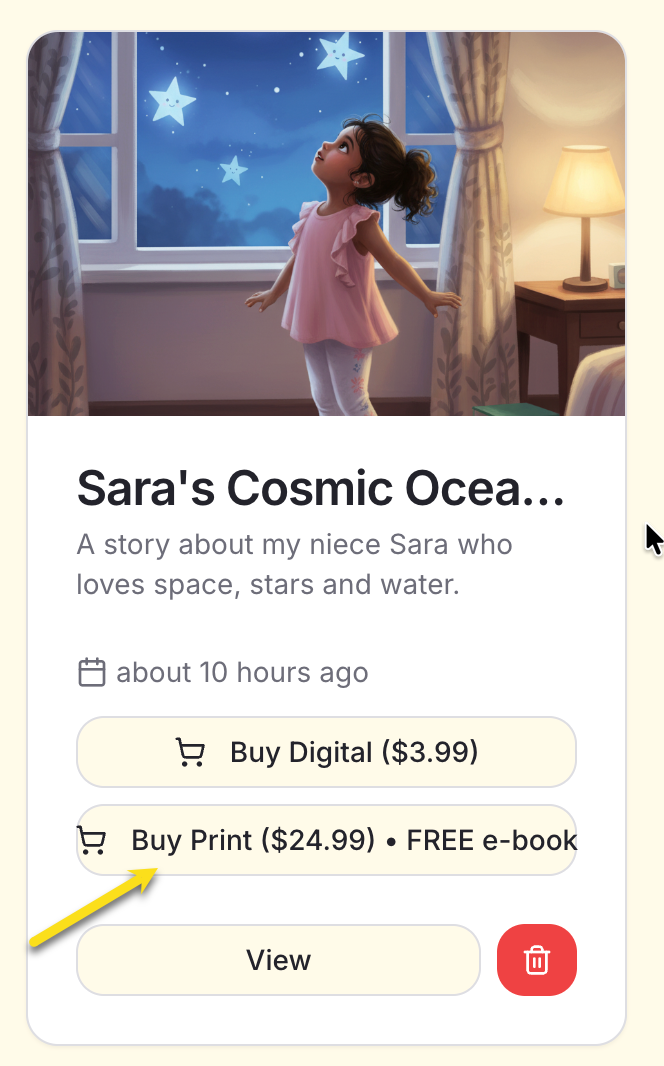 Sara's Cosmic Ocea...
A story about my niece Sara who
loves space, stars and water.
about 10 hours ago
Buy Digital ($3.99)
Buy Print ($24.99) • FREE e-book
View